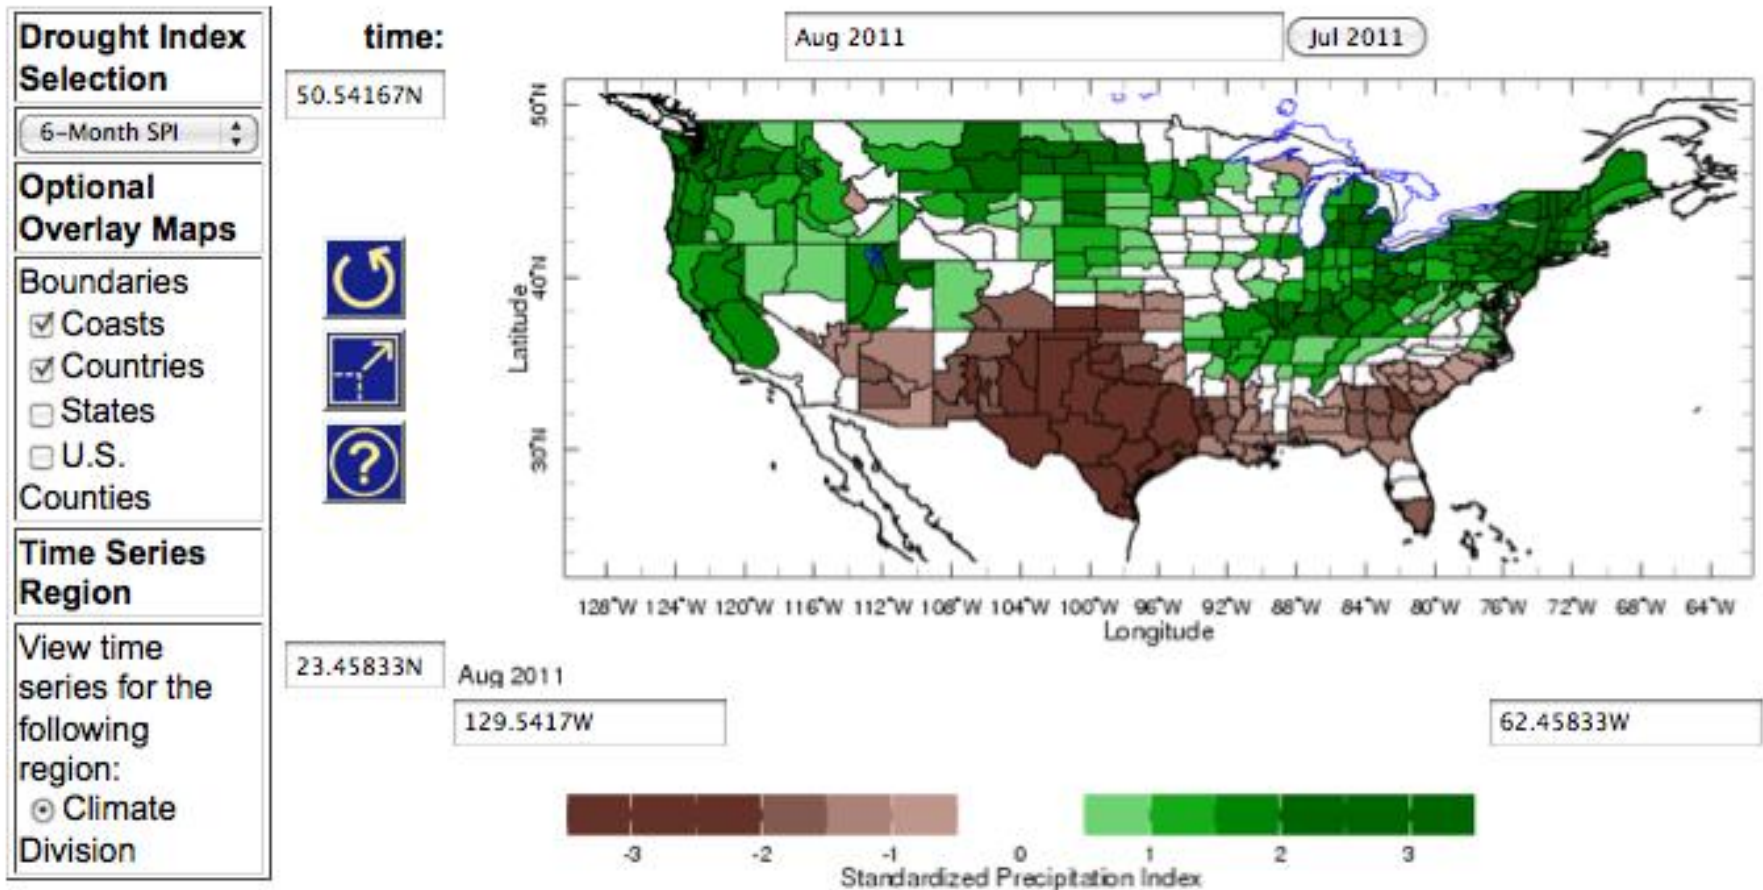 Drought Index
Selection
6-Month SPI
Optional
Overlay Maps
Boundaries
Coasts
Countries
States
U.S.
Counties
Time Series
Region
View time
series for the
following
region:
Climate
Division
time:
Aug 2011
Jul 2011
50.54167N
?
50°N
40°N
30°N
Latitude
128°W 124°W 120°W 116°W 112°W 108°W 104°W 100°W 96°W 92°W 88°W 84°W 80°W 76°W 72°W 68°W 64°W
Longitude
23.45833N
Aug 2011
129.5417W
62.45833W
-3 -2 -1 0 1 2 3
Standardized Precipitation Index